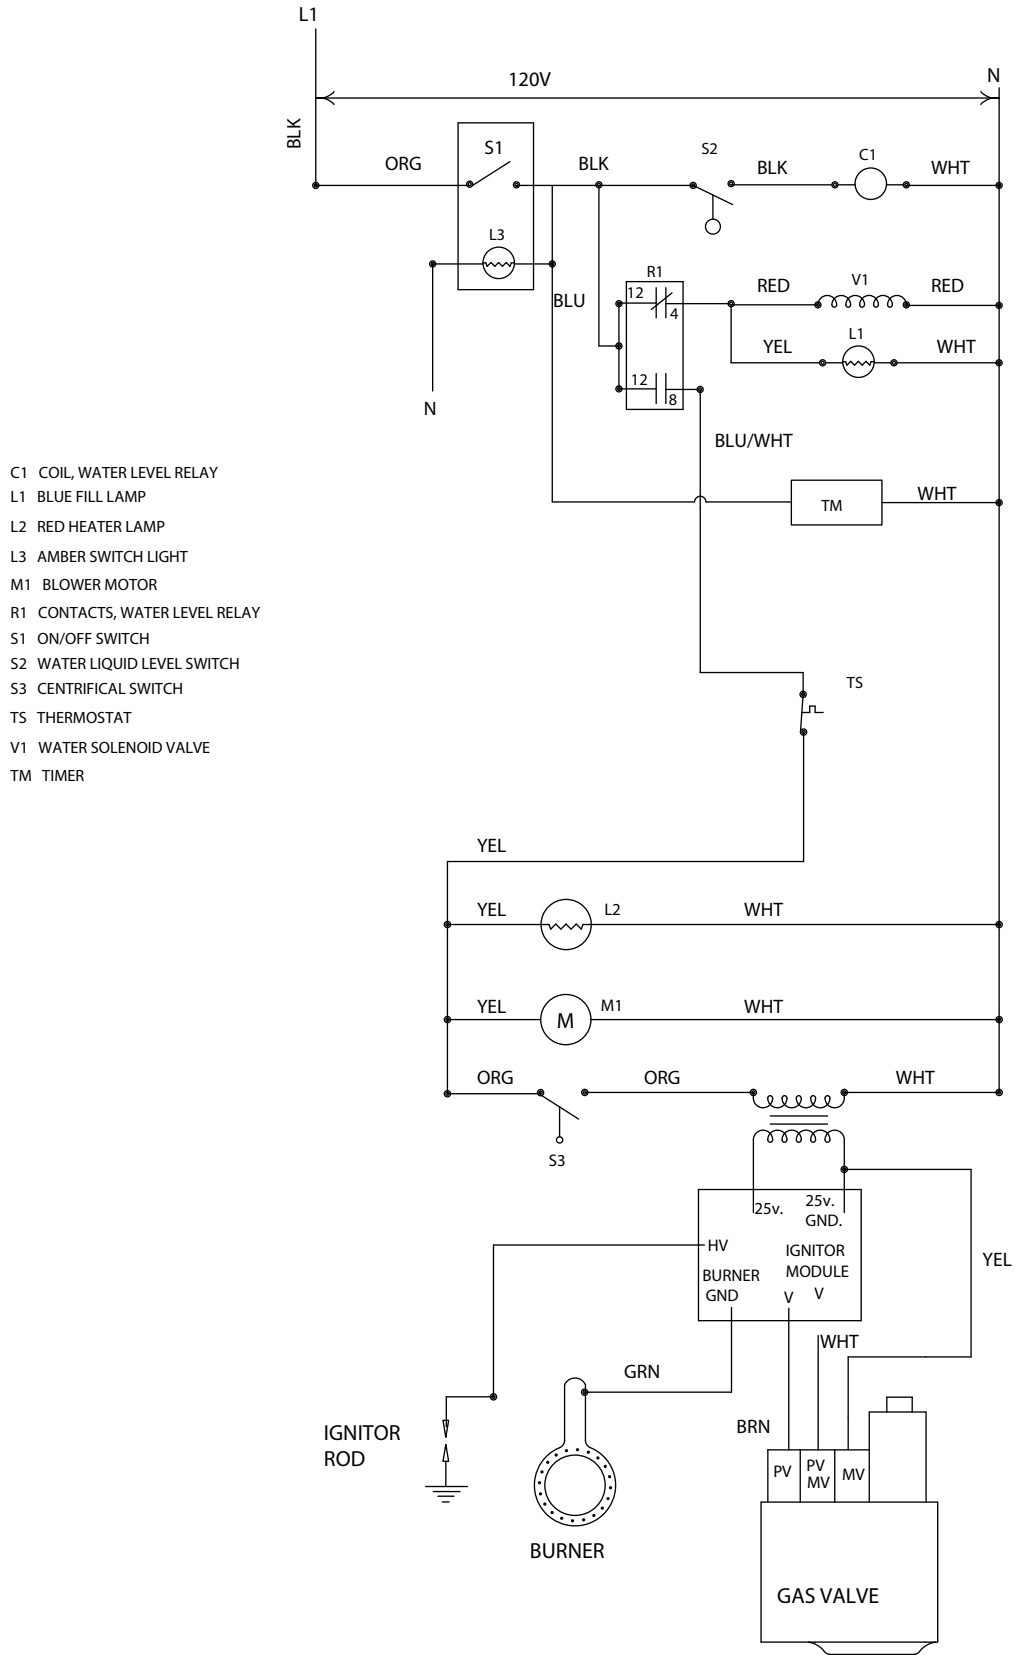 L1
120V
N
BLK
ORG
S1
BLK
S2
BLK
C1
WHT
L3
BLU
R1
12
4
RED
V1
RED
YEL
L1
WHT
12
8
N
BLU/WHT
TM
WHT
C1 COIL, WATER LEVEL RELAY
L1 BLUE FILL LAMP
L2 RED HEATER LAMP
L3 AMBER SWITCH LIGHT
M1 BLOWER MOTOR
R1 CONTACTS, WATER LEVEL RELAY
S1 ON/OFF SWITCH
S2 WATER LIQUID LEVEL SWITCH
S3 CENTRIFICAL SWITCH
TS THERMOSTAT
V1 WATER SOLENOID VALVE
TM TIMER
TS
YEL
YEL
L2
WHT
YEL
M
M1
WHT
ORG
S3
ORG
WHT
25v.
25v.
GND.
HV
IGNITOR
MODULE
BURNER
GND
V
V
YEL
WHT
GRN
BRN
IGNITOR
ROD
BURNER
PV
PV
MV
MV
GAS VALVE